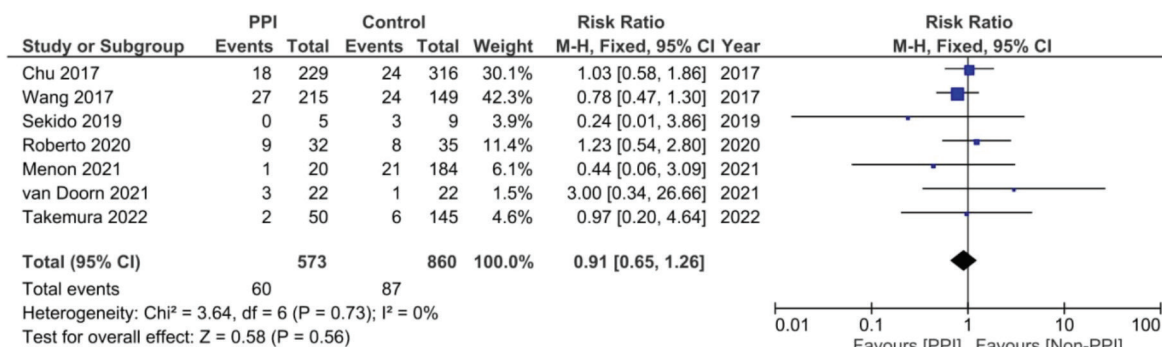 PPI Control Risk Ratio Risk Ratio
Study or Subgroup Events Total Events Total Weight M-H, Fixed, 95% CI Year M-H, Fixed, 95% CI
Chu 2017 18 229 24 316 30.1% 1.03 [0.58, 1.86] 2017
Wang 2017 27 215 24 149 42.3% 0.78 [0.47, 1.30] 2017
Sekido 2019 0 5 3 9 3.9% 0.24 [0.01, 3.86] 2019
Roberto 2020 9 32 8 35 11.4% 1.23 [0.54, 2.80] 2020
Menon 2021 1 20 21 184 6.1% 0.44 [0.06, 3.09] 2021
van Doorn 2021 3 22 1 22 1.5% 3.00 [0.34, 26.66] 2021
Takemura 2022 2 50 6 145 4.6% 0.97 [0.20, 4.64] 2022
Total (95% CI) 573 860 100.0% 0.91 [0.65, 1.26]
Total events 60 87
Heterogeneity: Chi² = 3.64, df = 6 (P = 0.73); I² = 0%
Test for overall effect: Z = 0.58 (P = 0.56)
0.01 0.1 1 10 100
Favours [PPI] Favours [Non-PPI]